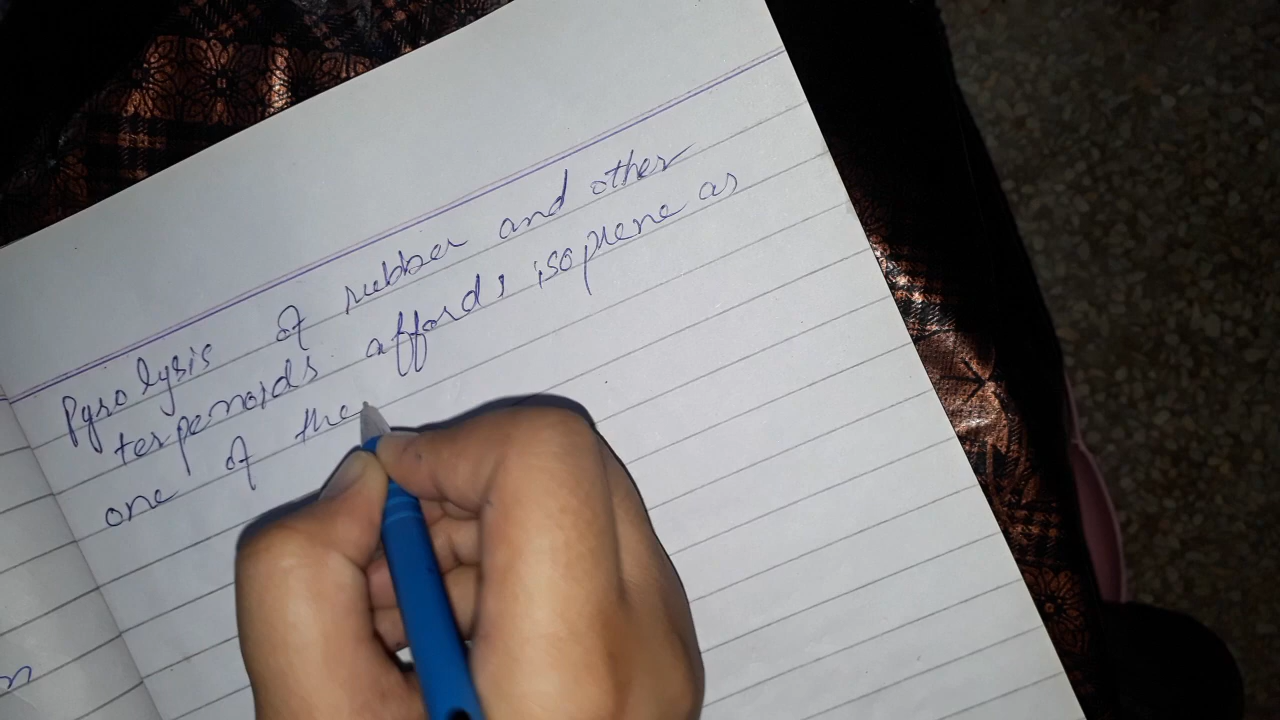 Pyrolysis of rubber and other
terpenoids affords isoprene as
one of the
n